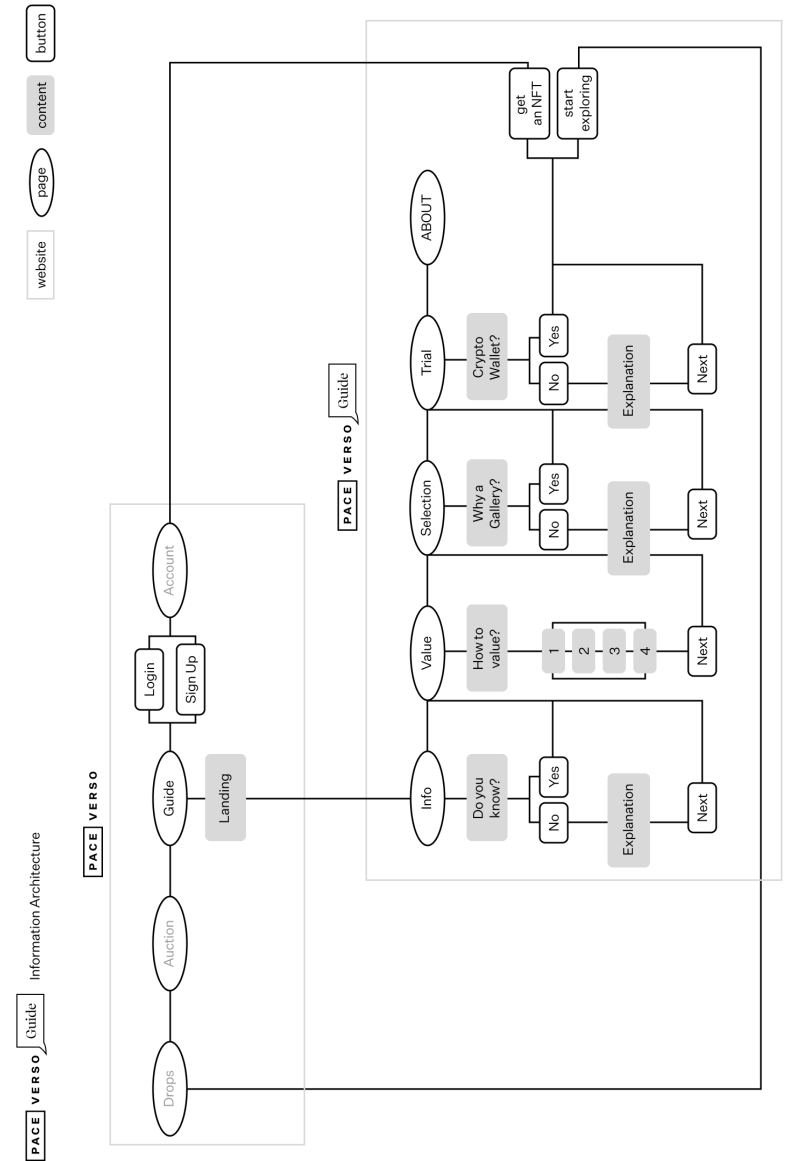 PACE VERSO Guide Information Architecture
website
page
content
button
PACE VERSO
Drops
Auction
Guide
Landing
Login
Sign Up
Account
PACE VERSO Guide
Info
Do you
know?
No
Yes
Explanation
Next
Value
How to
value?
1
2
3
4
Next
Selection
Why a
Gallery?
No
Yes
Explanation
Next
Trial
Crypto
Wallet?
No
Yes
Explanation
Next
ABOUT
get
an NFT
start
exploring